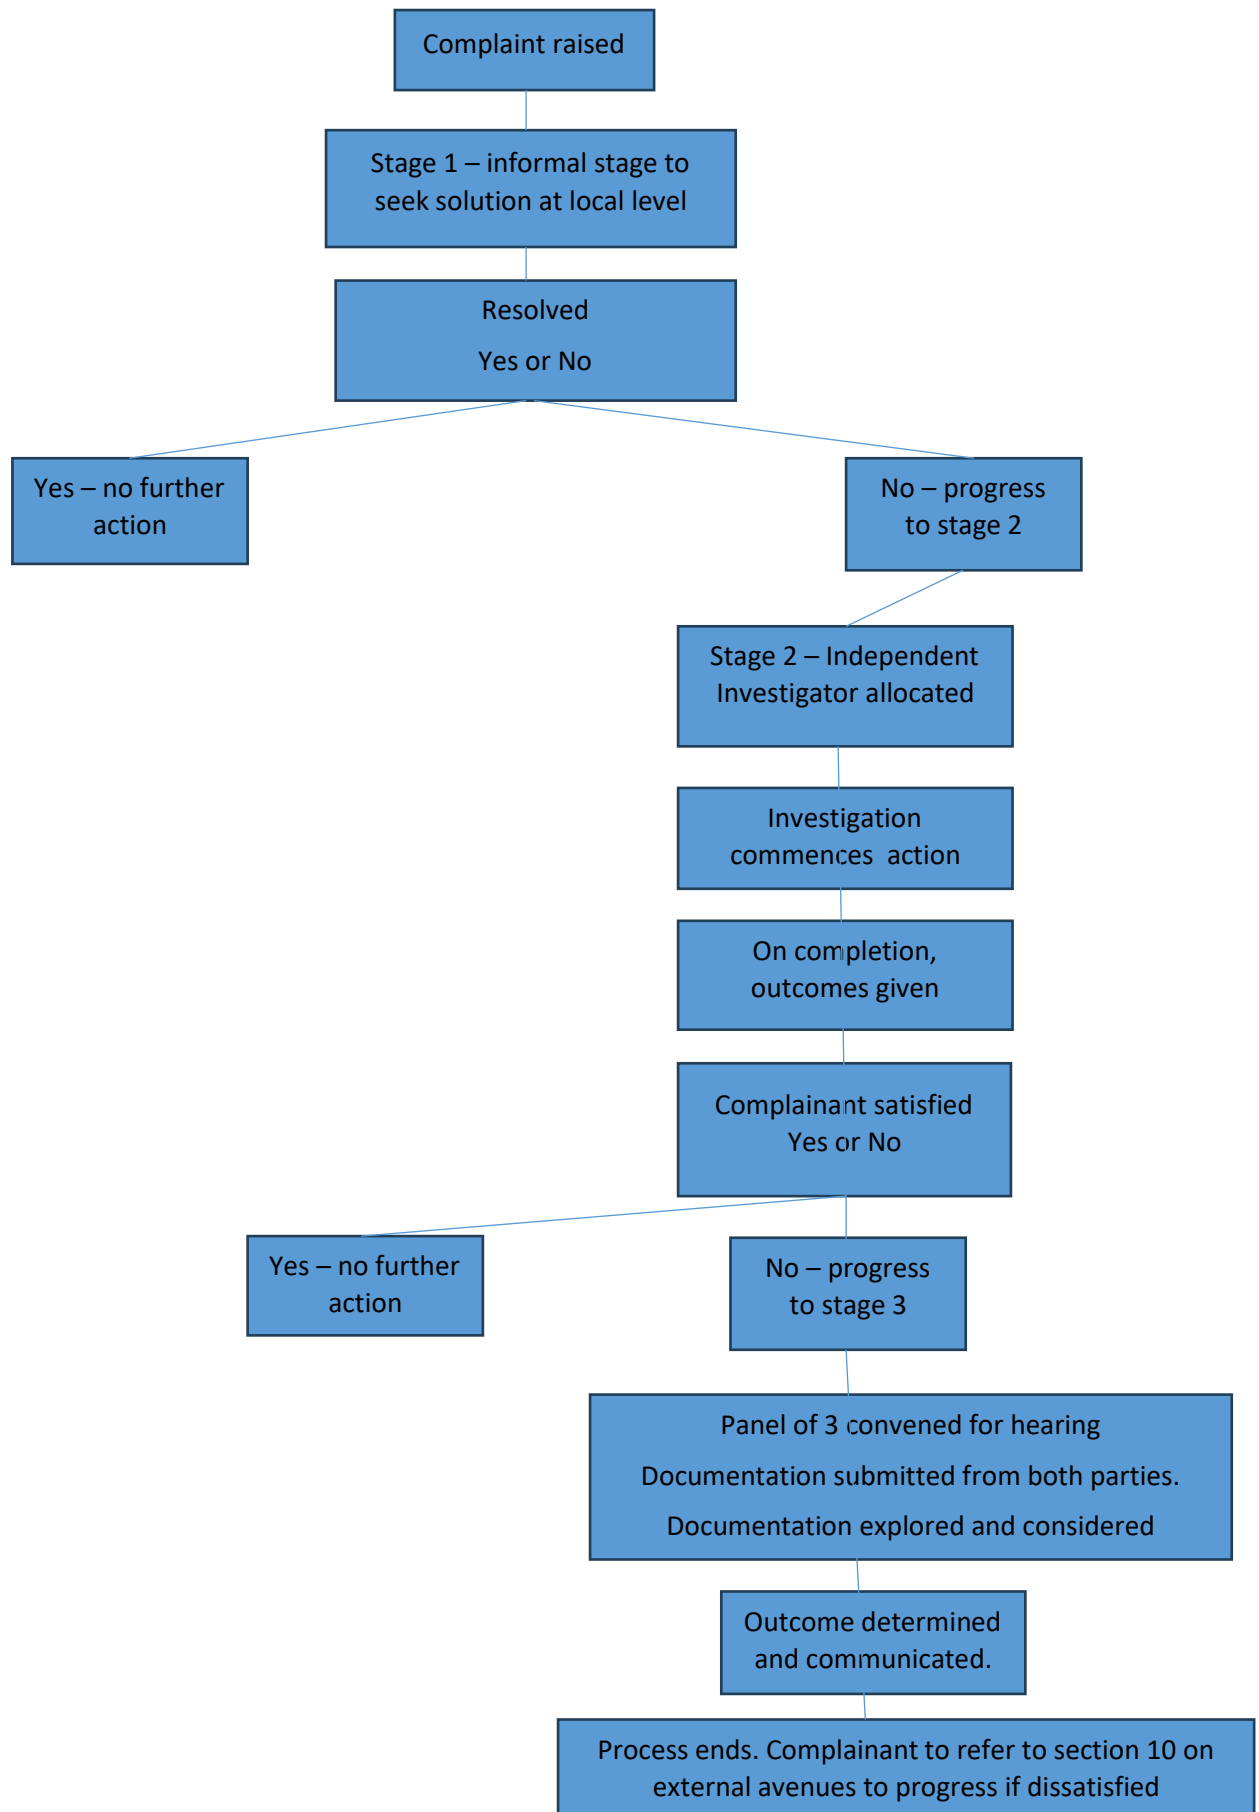 Complaint raised
Stage 1 – informal stage to
seek solution at local level
Resolved
Yes or No
Yes – no further
action
No – progress
to stage 2
Stage 2 – Independent
Investigator allocated
Investigation
commences  action
On completion,
outcomes given
Complainant satisfied
Yes or No
Yes – no further
action
No – progress
to stage 3
Panel of 3 convened for hearing
Documentation submitted from both parties.
Documentation explored and considered
Outcome determined
and communicated.
Process ends. Complainant to refer to section 10 on
external avenues to progress if dissatisfied